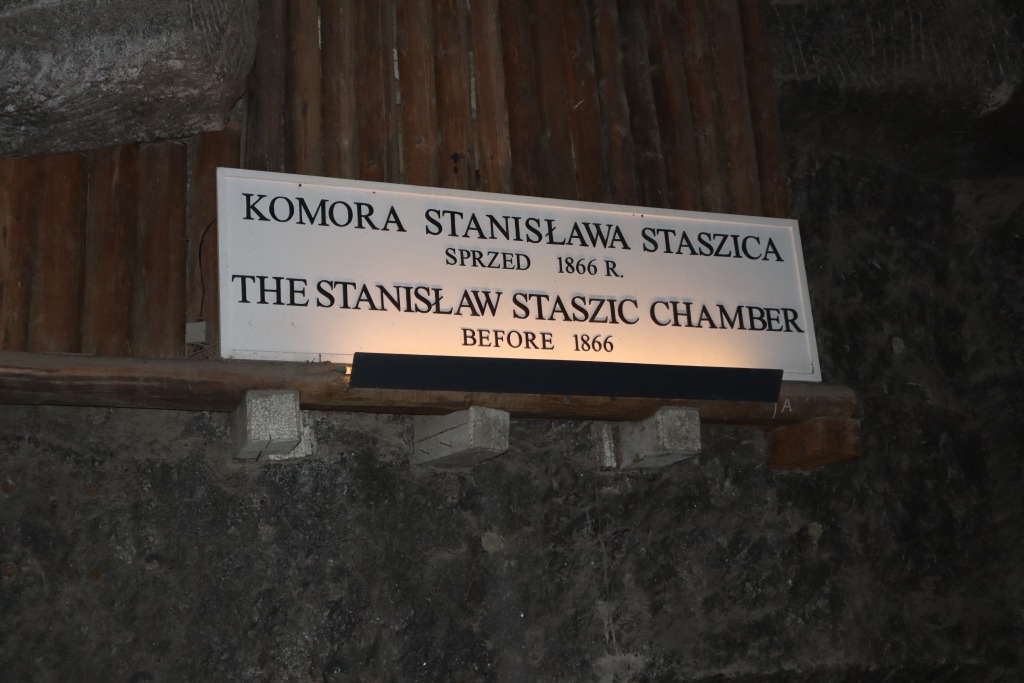 KOMORA STANISŁAWA STASZICA
SPRZED 1866 R.
THE STANISŁAW STASZIC CHAMBER
BEFORE 1866